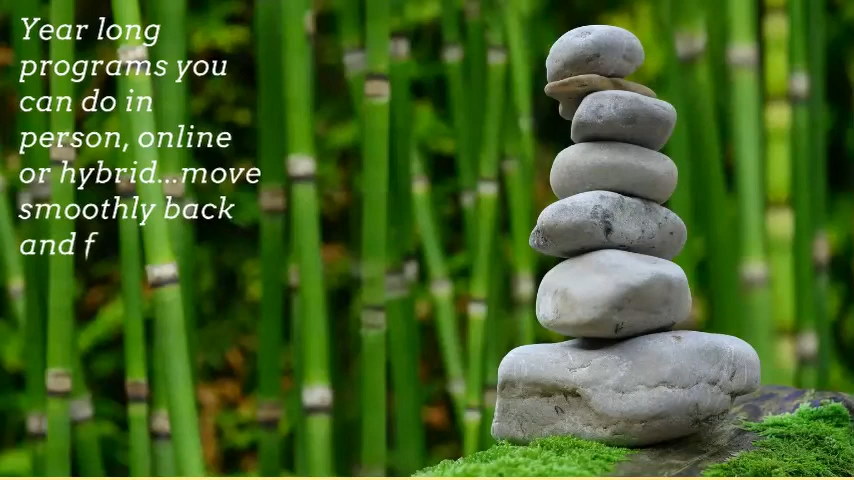 Year long
programs you
can do in
person, online
or hybrid...move
smoothly back
and f